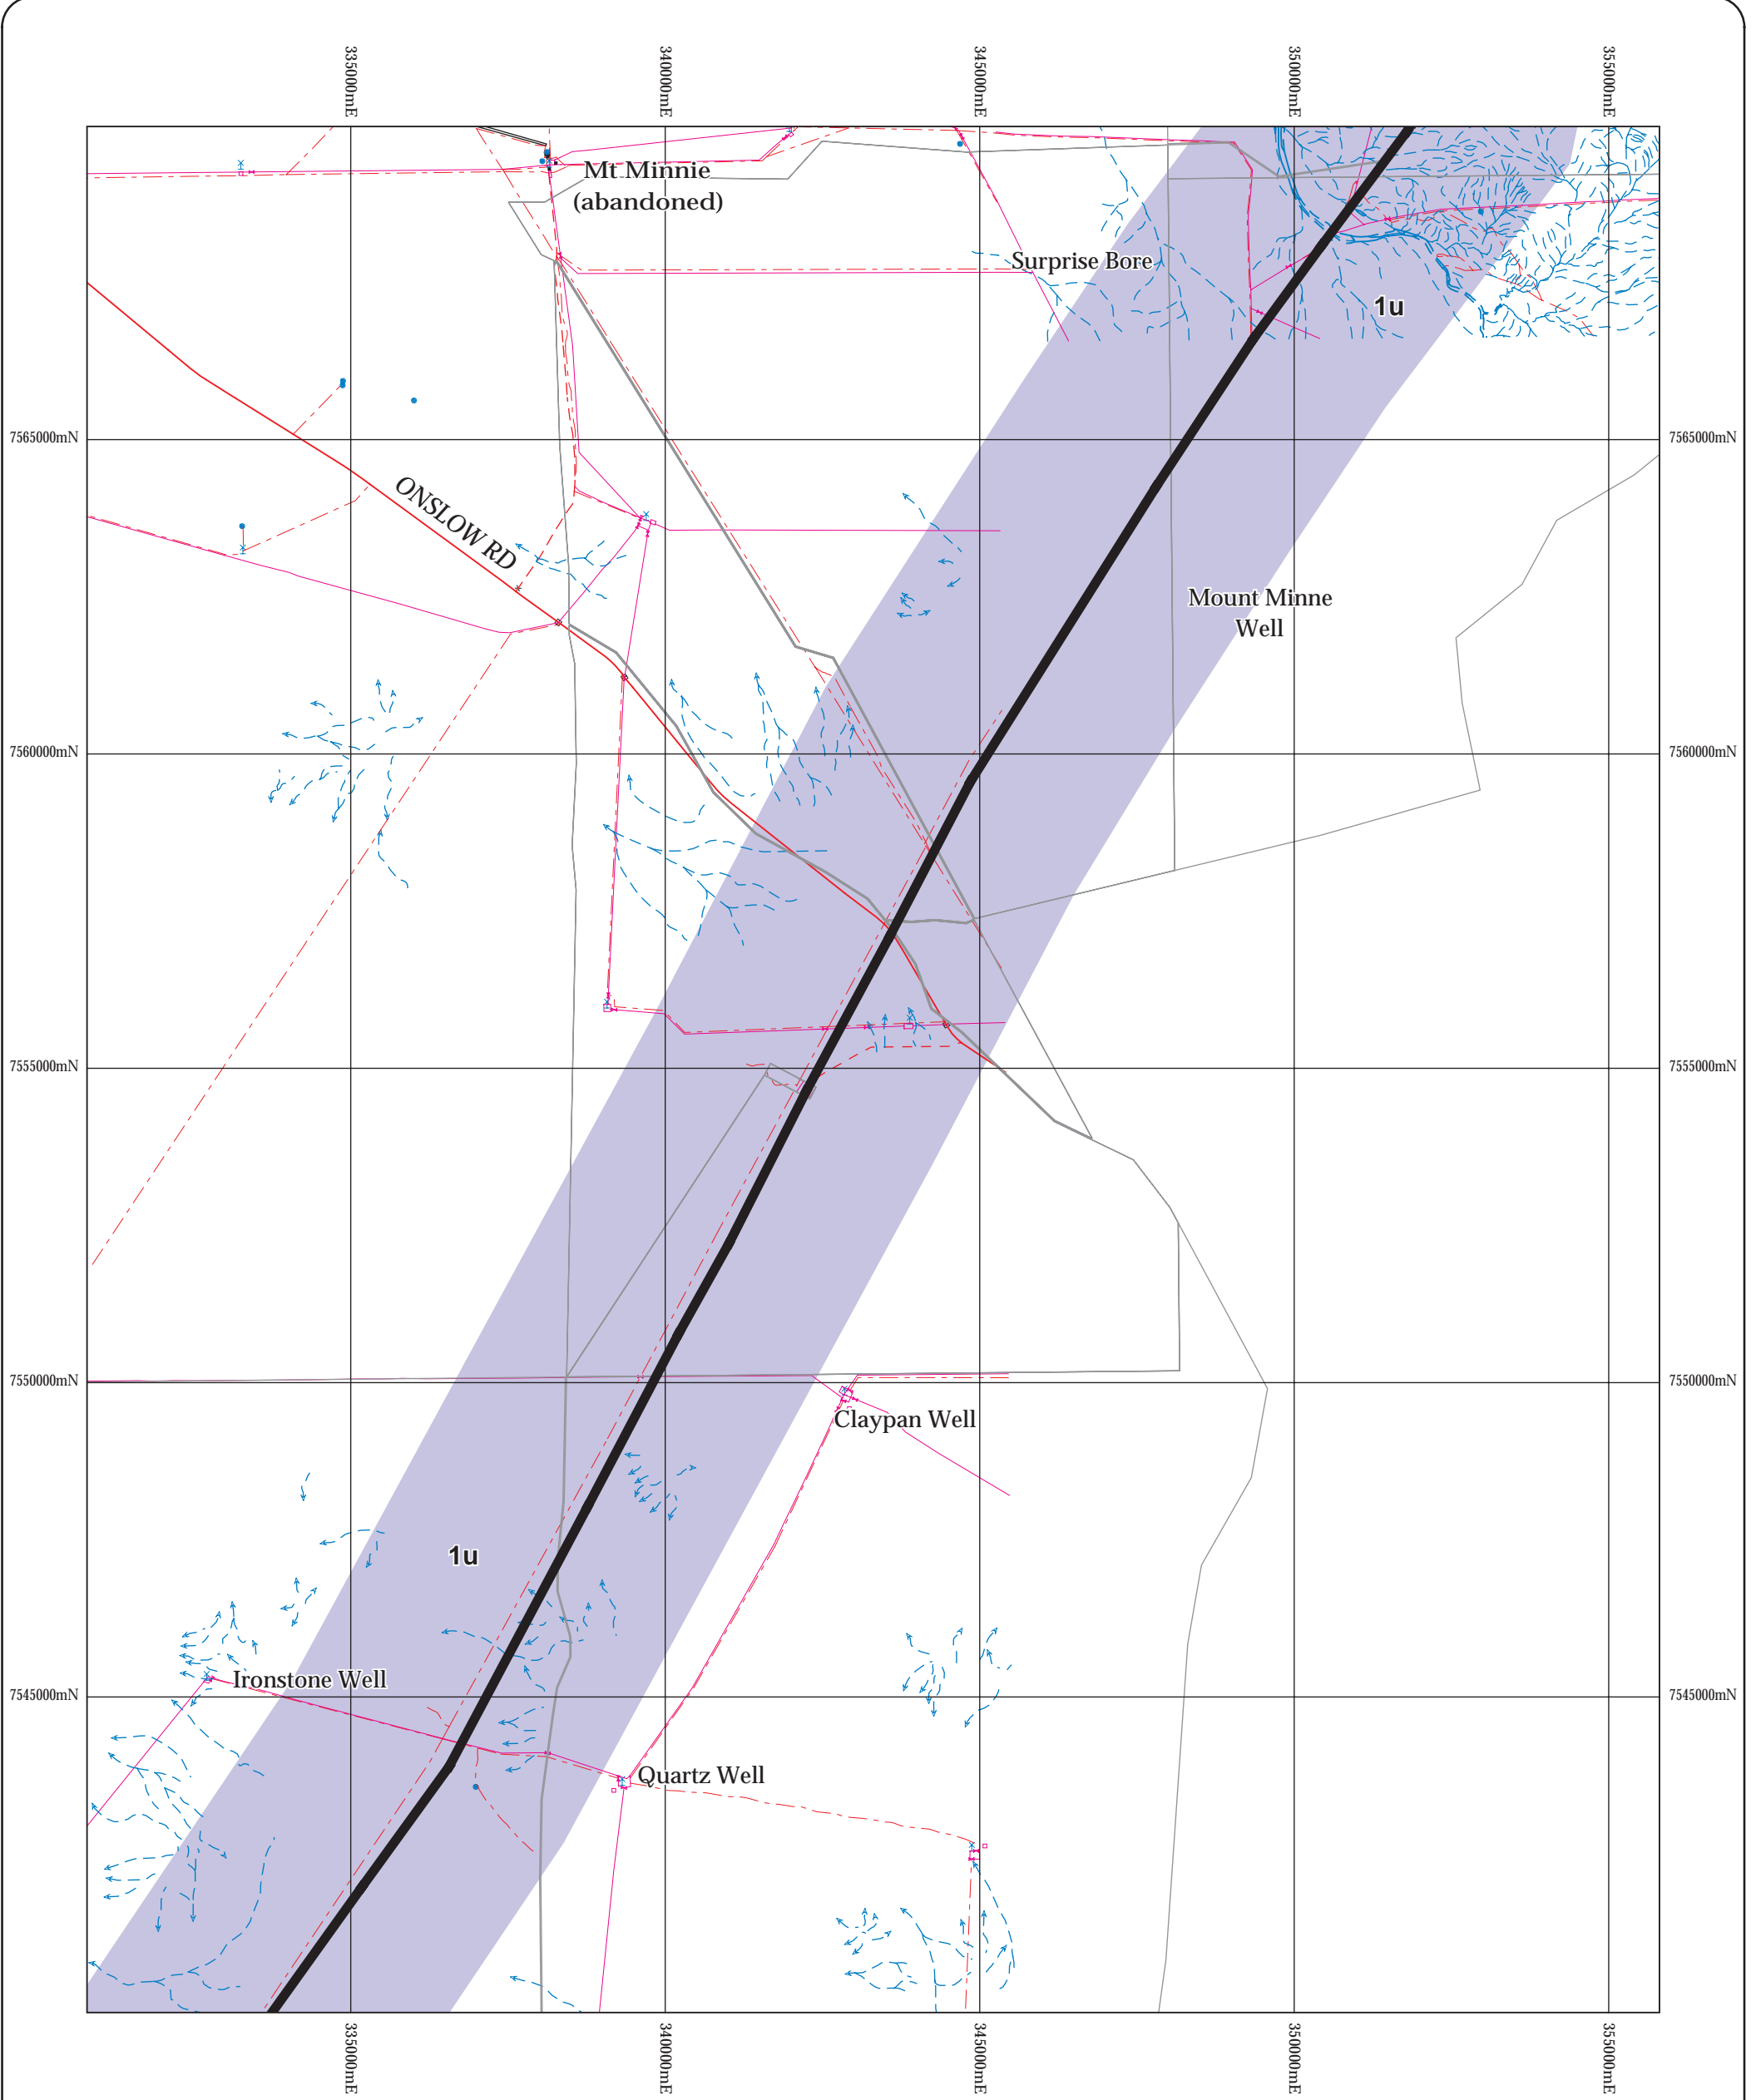 335000mE
340000mE
345000mE
350000mE
355000mE
Mt Minnie
(abandoned)
Surprise Bore
1u
7565000mN
7565000mN
ONSLOW RD
Mount Minne
Well
7560000mN
7560000mN
7555000mN
7555000mN
7550000mN
7550000mN
Claypan Well
1u
Ironstone Well
7545000mN
7545000mN
Quartz Well
335000mE
340000mE
345000mE
350000mE
355000mE